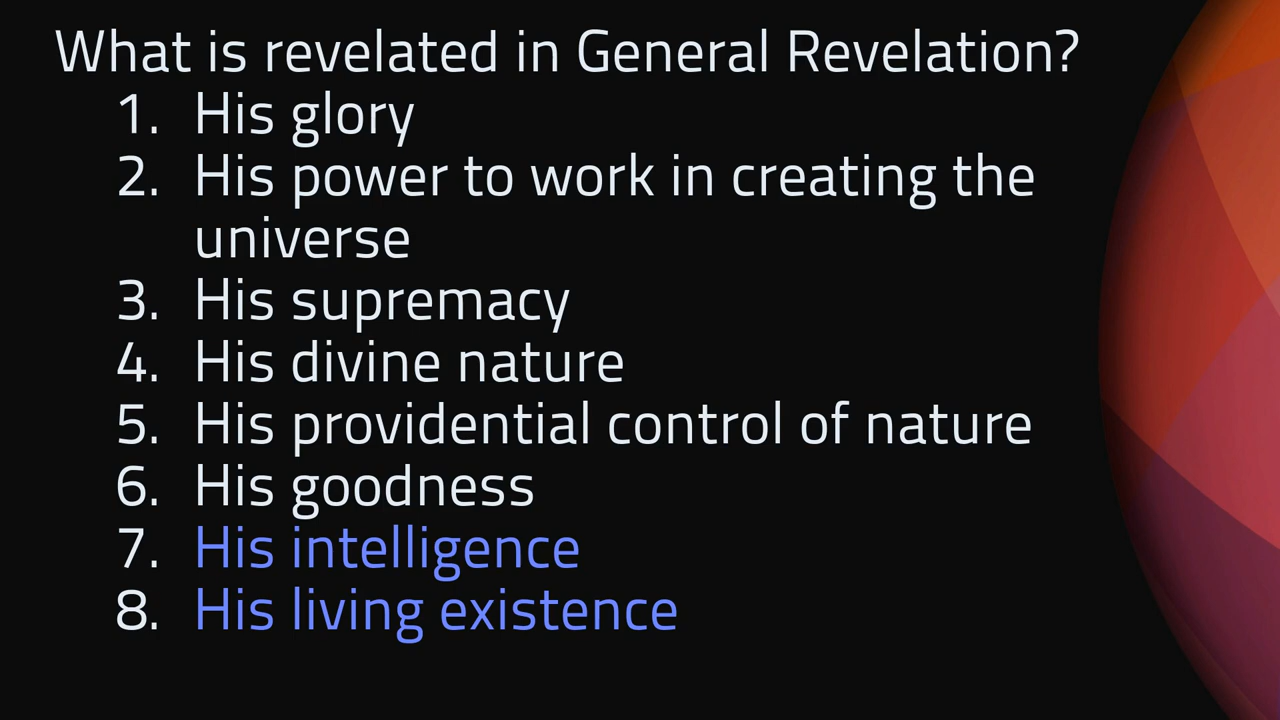 What is revelated in General Revelation?
1. His glory
2. His power to work in creating the
universe
3. His supremacy
4. His divine nature
5. His providential control of nature
6. His goodness
7. His intelligence
8. His living existence